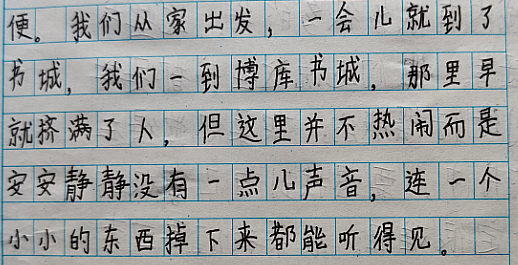 便。我们从家出发，一会儿就到了
书城，我们一到博库书城，那里早
就挤满了人，但这里并不热闹而是
安安静静没有一点儿声音，连一个
小小的东西掉下来都能听得见。